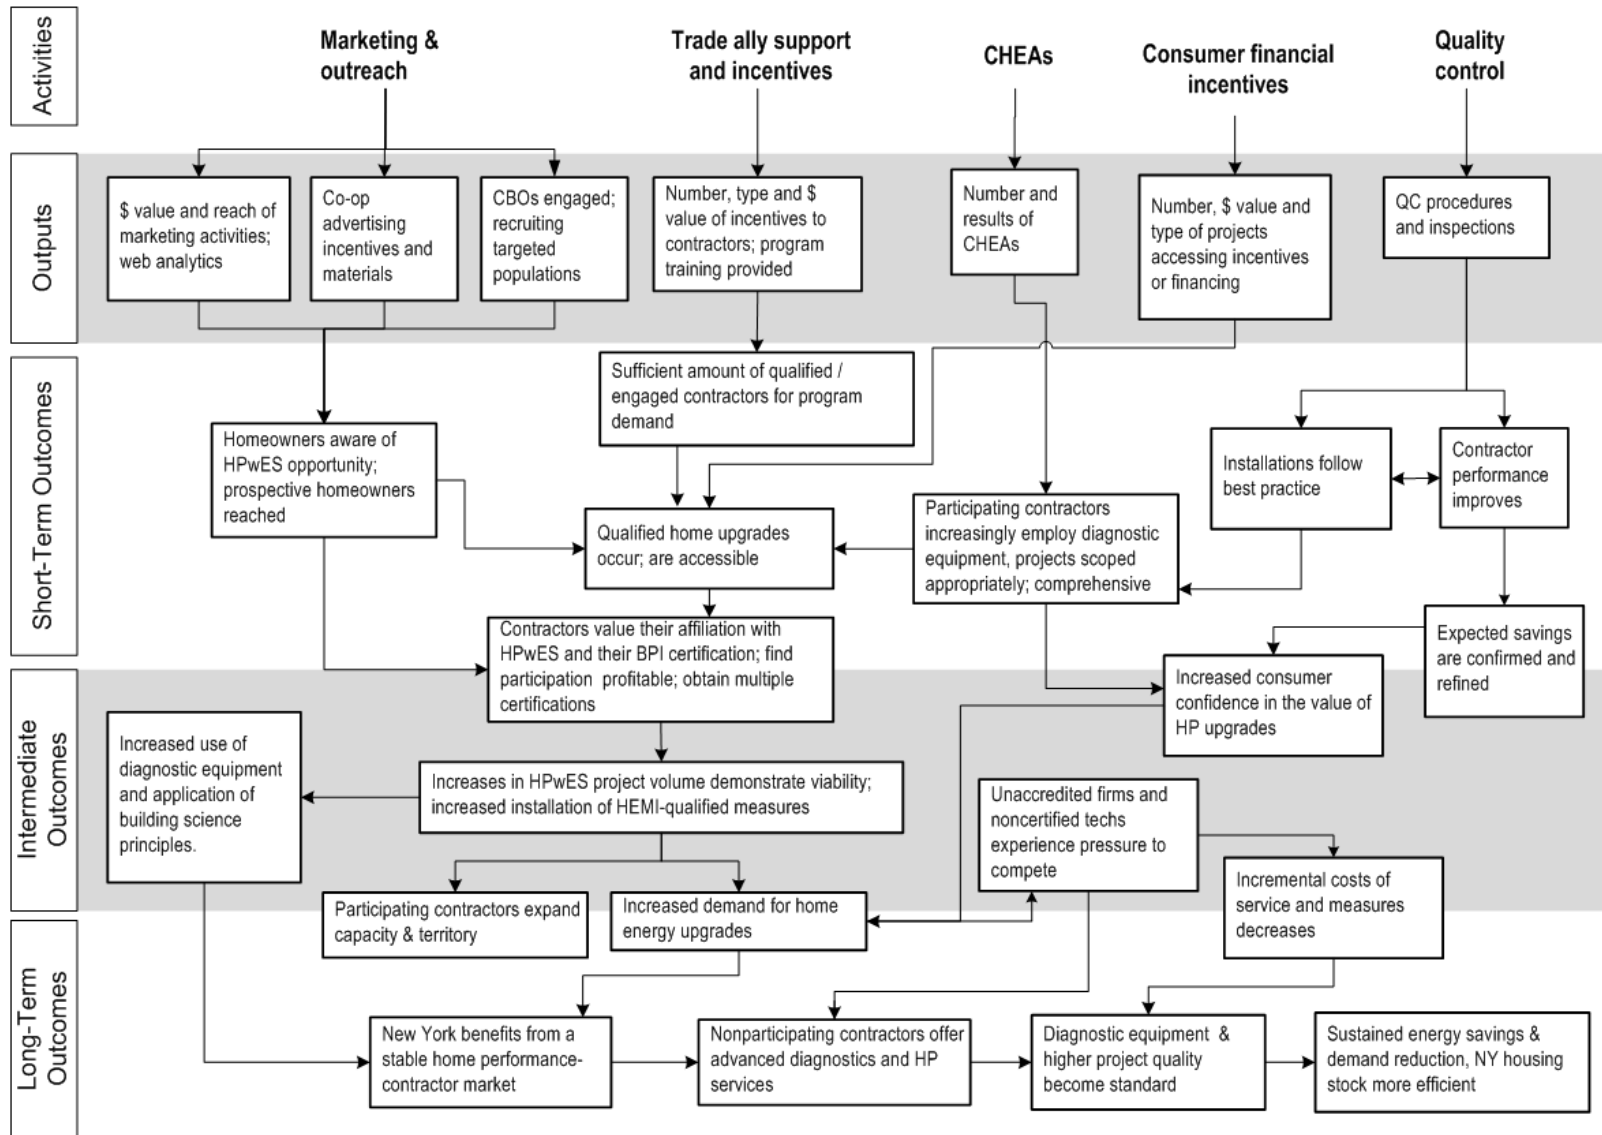 Activities
Marketing &
outreach
Trade ally support
and incentives
CHEAs
Consumer financial
incentives
Quality
control
Outputs
$ value and reach of
marketing activities;
web analytics
Co-op
advertising
incentives and
materials
CBOs engaged;
recruiting
targeted
populations
Number, type and $
value of incentives to
contractors; program
training provided
Number and
results of
CHEAs
Number, $ value and
type of projects
accessing incentives
or financing
QC procedures
and inspections
Short-Term Outcomes
Sufficient amount of qualified /
engaged contractors for program
demand
Homeowners aware of
HPwES opportunity;
prospective homeowners
reached
Installations follow
best practice
Contractor
performance
improves
Qualified home upgrades
occur; are accessible
Participating contractors
increasingly employ diagnostic
equipment, projects scoped
appropriately; comprehensive
Contractors value their affiliation with
HPwES and their BPI certification; find
participation profitable; obtain multiple
certifications
Expected savings
are confirmed and
refined
Increased consumer
confidence in the value of
HP upgrades
Intermediate
Outcomes
Increased use of
diagnostic equipment
and application of
building science
principles.
Increases in HPwES project volume demonstrate viability;
increased installation of HEMI-qualified measures
Unaccredited firms and
noncertified techs
experience pressure to
compete
Incremental costs of
service and measures
decreases
Participating contractors expand
capacity & territory
Increased demand for home
energy upgrades
Long-Term
Outcomes
New York benefits from a
stable home performance-
contractor market
Nonparticipating contractors offer
advanced diagnostics and HP
services
Diagnostic equipment &
higher project quality
become standard
Sustained energy savings &
demand reduction, NY housing
stock more efficient